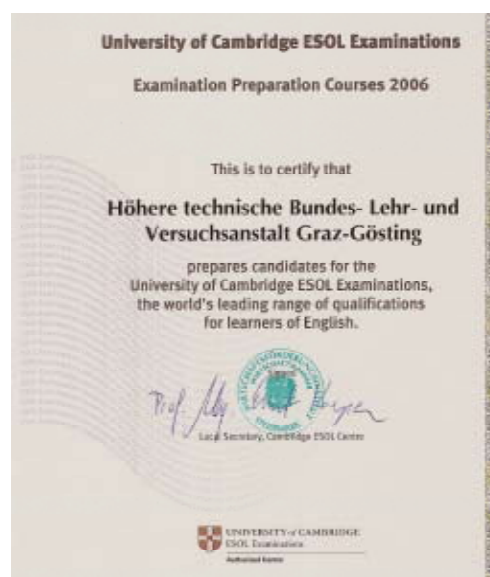 University of Cambridge ESOL Examinations
Examination Preparation Courses 2006
This is to certify that
Höhere technische Bundes- Lehr- und
Versuchsanstalt Graz-Gösting
prepares candidates for the
University of Cambridge ESOL Examinations,
the world's leading range of qualifications
for learners of English.
Prof.
Local Secretary, Cambridge ESOL Centre
UNIVERSITY of CAMBRIDGE
ESOL Examinations
Authorised Centre